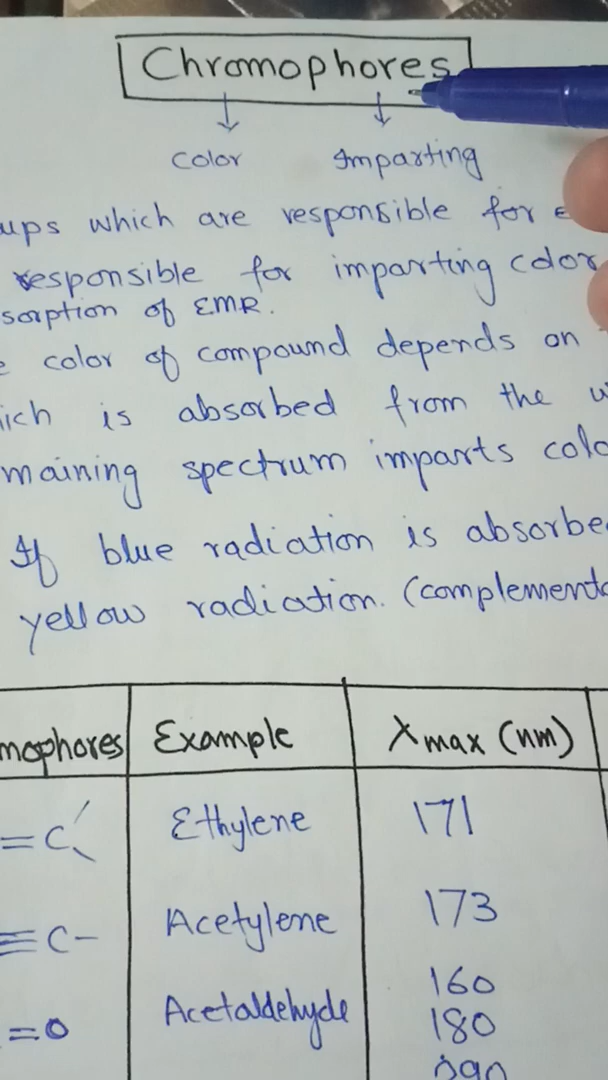 Chromophores
Color Imparting
ups which are responsible for
responsible for imparting color
sorption of EMR.
color of compound depends on
ich is absorbed from the
maining spectrum imparts colo
If blue radiation is absorbe
yellow radiation. (complement
mophores Example λmax (nm)
=C Ethylene 171
≡C- Acetylene 173
=O Acetaldehyde 160
180